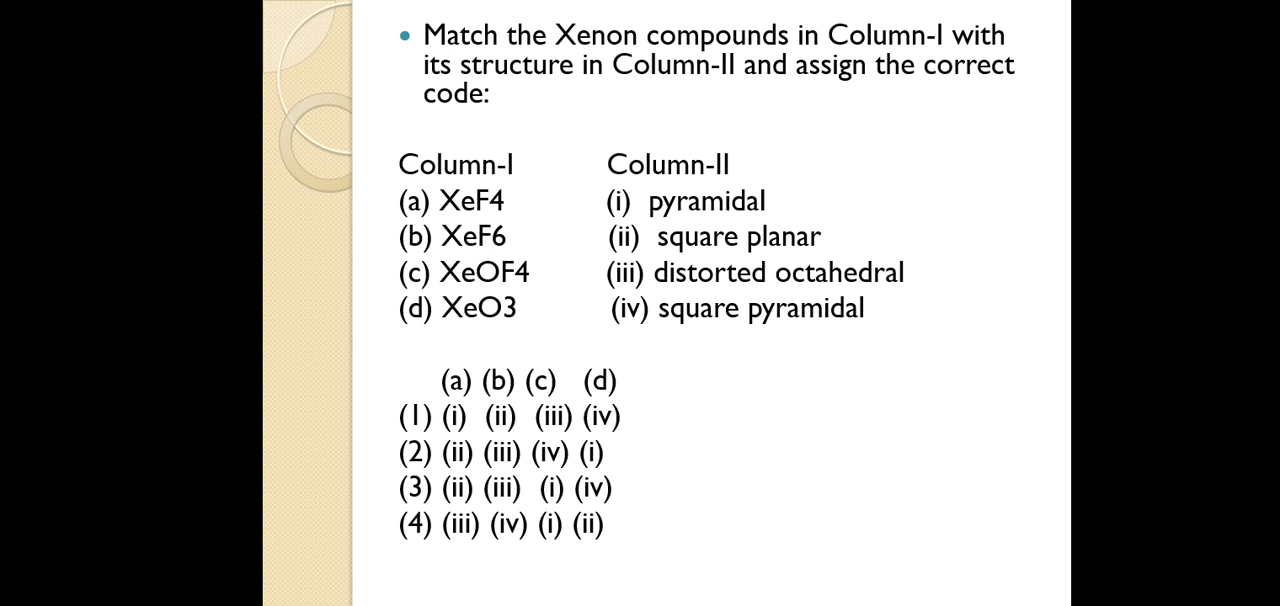 • Match the Xenon compounds in Column-I with
its structure in Column-II and assign the correct
code:
Column-I Column-II
(a) XeF4 (i) pyramidal
(b) XeF6 (ii) square planar
(c) XeOF4 (iii) distorted octahedral
(d) XeO3 (iv) square pyramidal
(a) (b) (c) (d)
(1) (i) (ii) (iii) (iv)
(2) (ii) (iii) (iv) (i)
(3) (ii) (iii) (i) (iv)
(4) (iii) (iv) (i) (ii)